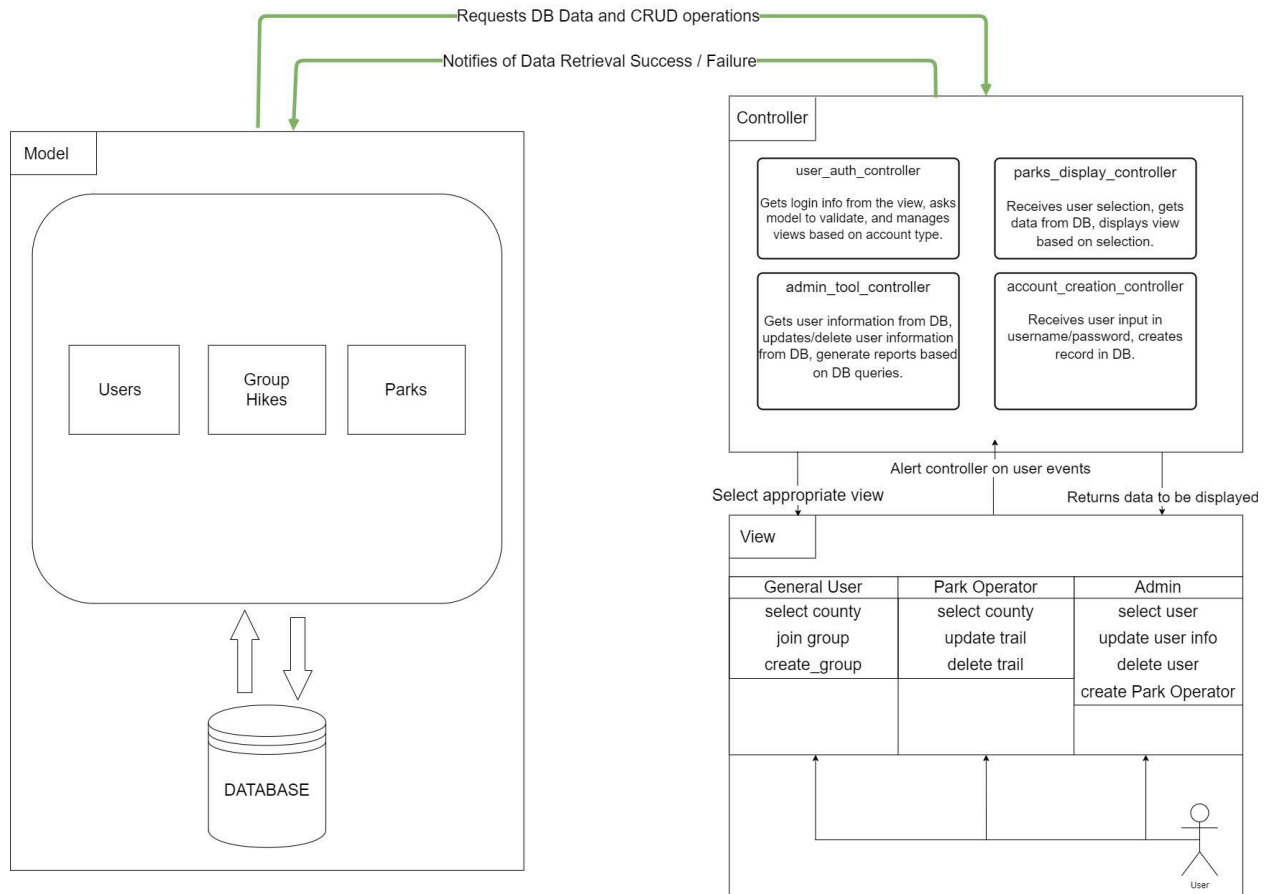 Requests DB Data and CRUD operations
Notifies of Data Retrieval Success / Failure
Model
Users
Group
Hikes
Parks
DATABASE
Controller
user_auth_controller
Gets login info from the view, asks
model to validate, and manages
views based on account type.
parks_display_controller
Receives user selection, gets
data from DB, displays view
based on selection.
admin_tool_controller
Gets user information from DB,
updates/delete user information
from DB, generate reports based
on DB queries.
account_creation_controller
Receives user input in
username/password, creates
record in DB.
Select appropriate view
Alert controller on user events
Returns data to be displayed
View
General User
select county
join group
create_group
Park Operator
select county
update trail
delete trail
Admin
select user
update user info
delete user
create Park Operator
User